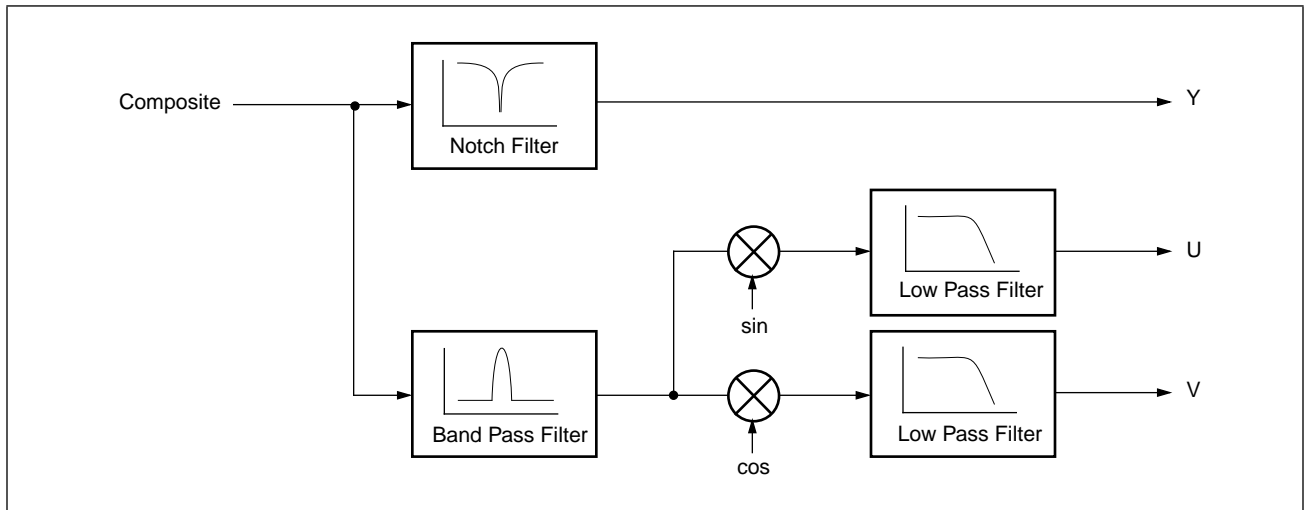 Composite
Notch Filter
Y
sin
Low Pass Filter
U
Band Pass Filter
cos
Low Pass Filter
V